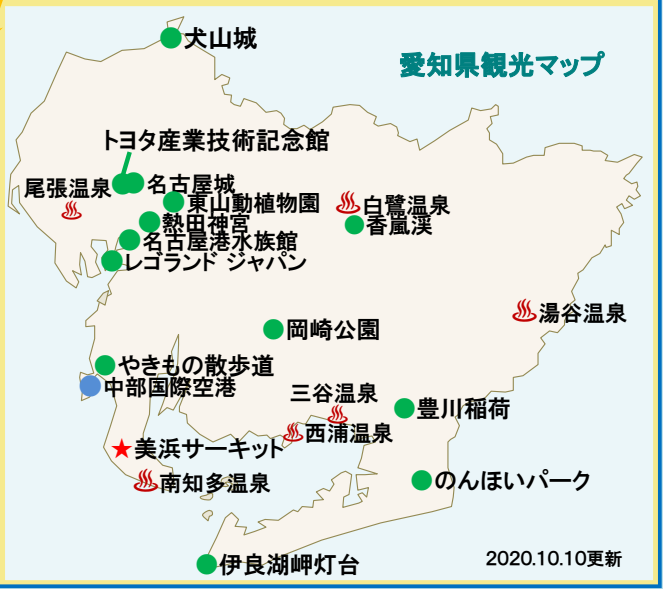 犬山城
愛知県観光マップ
トヨタ産業技術記念館
尾張温泉
名古屋城
東山動植物園
白鷺温泉
熱田神宮
香嵐渓
名古屋港水族館
レゴランド ジャパン
湯谷温泉
岡崎公園
やきもの散歩道
中部国際空港
三谷温泉
豊川稲荷
西浦温泉
美浜サーキット
南知多温泉
のんほいパーク
伊良湖岬灯台
2020.10.10更新